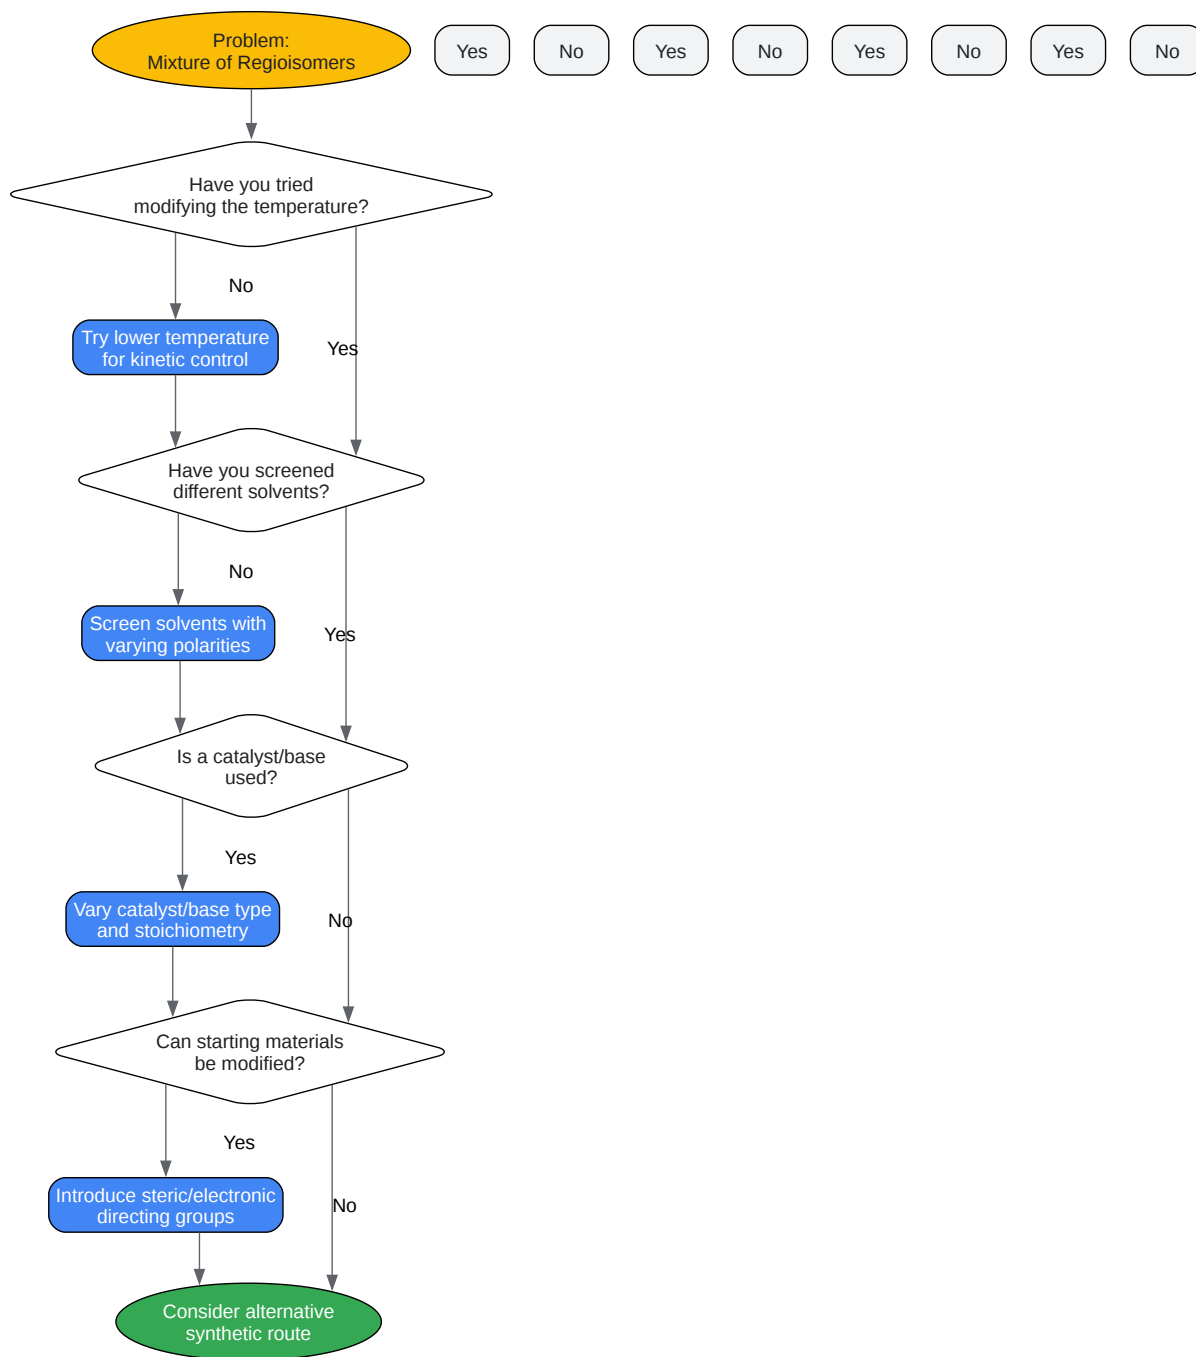 Problem:
Mixture of Regioisomers
Yes
No
Yes
No
Yes
No
Yes
No
Have you tried
modifying the temperature?
No
Try lower temperature
for kinetic control
Yes
Have you screened
different solvents?
No
Screen solvents with
varying polarities
Yes
Is a catalyst/base
used?
Yes
Vary catalyst/base type
and stoichiometry
No
Can starting materials
be modified?
Yes
Introduce steric/electronic
directing groups
No
Consider alternative
synthetic route